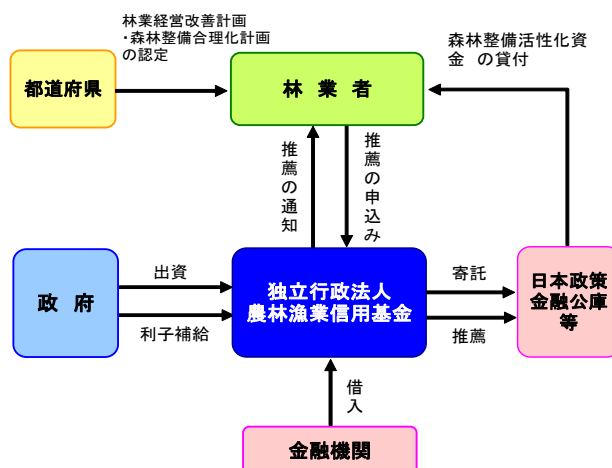 林業経営改善計画
・森林整備合理化計画
の認定
森林整備活性化資
金 の貸付
都道府県
林 業 者
推薦の通知
推薦の申込み
政 府
出資
利子補給
独立行政法人
農林漁業信用基金
寄託
推薦
日本政策
金融公庫
等
借入
金融機関